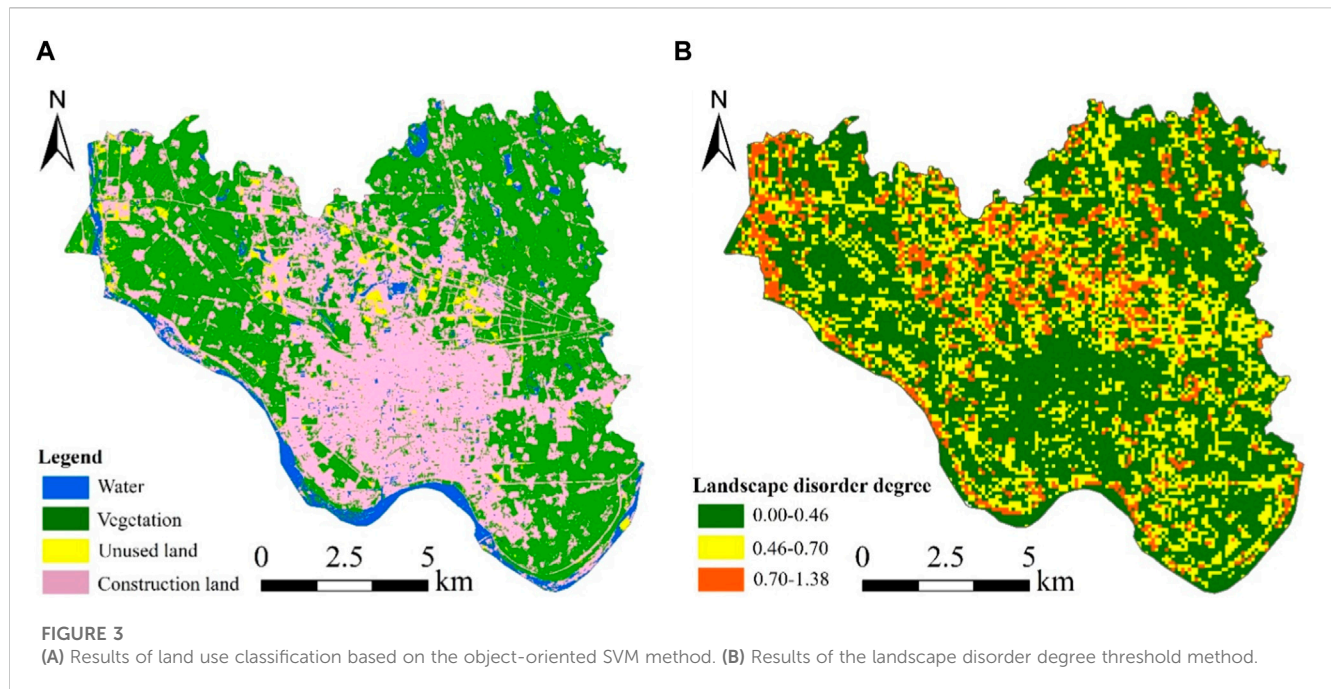 A
B
N
N
Legend
Water
Vegetation
Unused land
Construction land
0 2.5 5
km
Landscape disorder degree
0.00-0.46
0.46-0.70
0.70-1.38
0 2.5 5
km
FIGURE 3
(A) Results of land use classification based on the object-oriented SVM method. (B) Results of the landscape disorder degree threshold method.